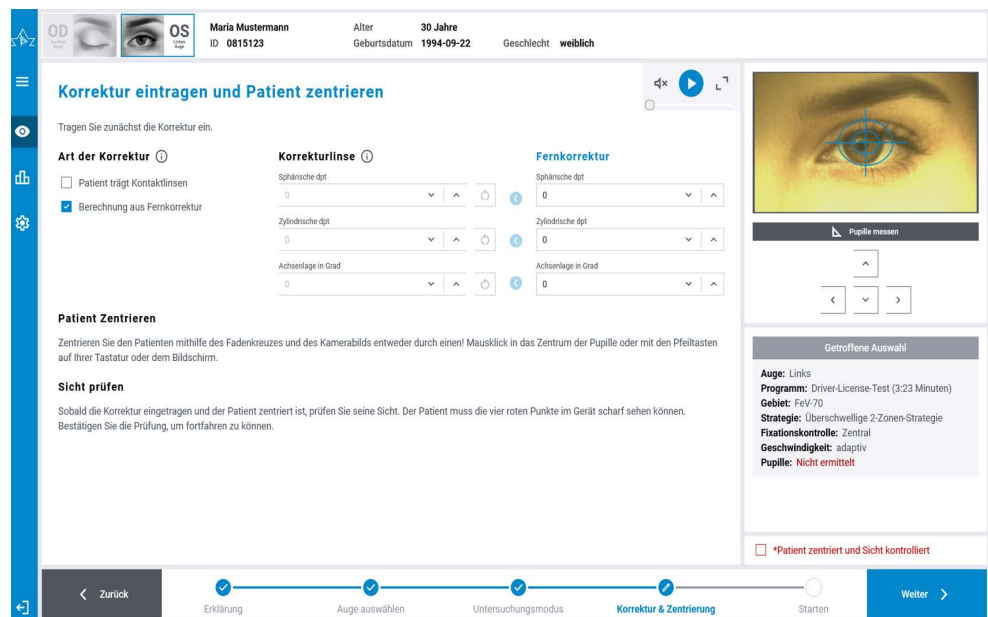 OD
Rechtes
Auge
OS
Linkes
Auge
Maria Mustermann
ID 0815123
Alter 30 Jahre
Geburtsdatum 1994-09-22
Geschlecht weiblich
Korrektur eintragen und Patient zentrieren
Tragen Sie zunächst die Korrektur ein.
Art der Korrektur
Patient trägt Kontaktlinsen
Berechnung aus Fernkorrektur
Korrekturlinse
Sphärische dpt
0
Zylindrische dpt
0
Achsenlage in Grad
0
Fernkorrektur
Sphärische dpt
0
Zylindrische dpt
0
Achsenlage in Grad
0
Patient Zentrieren
Zentrieren Sie den Patienten mithilfe des Fadenkreuzes und des Kamerabilds entweder durch einen! Mausklick in das Zentrum der Pupille oder mit den Pfeiltasten
auf Ihrer Tastatur oder dem Bildschirm.
Sicht prüfen
Sobald die Korrektur eingetragen und der Patient zentriert ist, prüfen Sie seine Sicht. Der Patient muss die vier roten Punkte im Gerät scharf sehen können.
Bestätigen Sie die Prüfung, um fortfahren zu können.
Pupille messen
Getroffene Auswahl
Auge: Links
Programm: Driver-License-Test (3:23 Minuten)
Gebiet: FeV-70
Strategie: Überschwellige 2-Zonen-Strategie
Fixationskontrolle: Zentral
Geschwindigkeit: adaptiv
Pupille: Nicht ermittelt
*Patient zentriert und Sicht kontrolliert
Zurück
Erklärung
Auge auswählen
Untersuchungsmodus
Korrektur & Zentrierung
Starten
Weiter